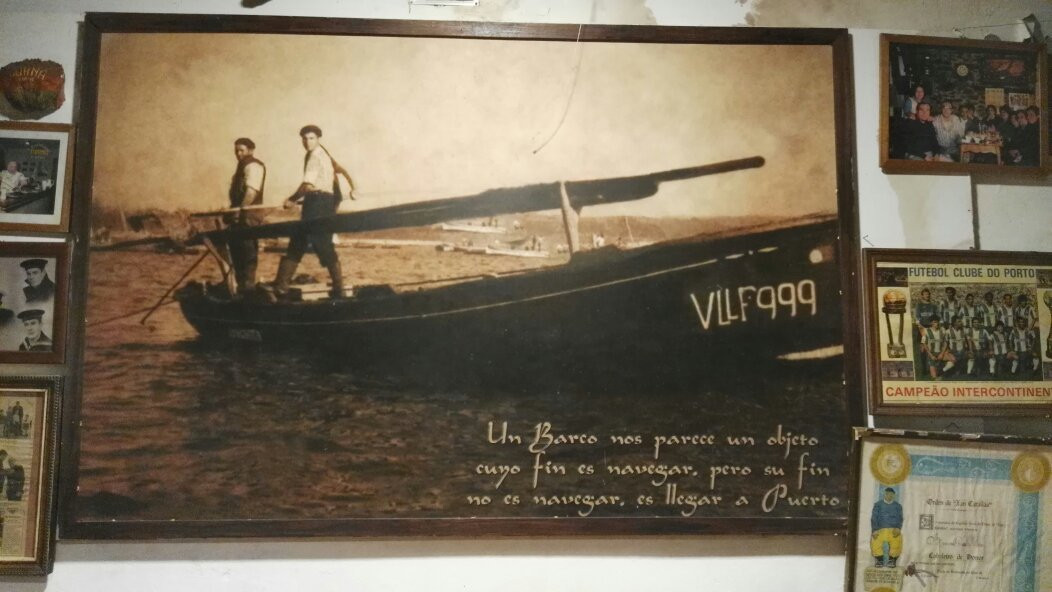 VLLF999
Un Barco nos parece un objeto
cuyo fin es navegar, pero su fin
no es navegar, es llegar a Puerto
FUTEBOL CLUBE DO PORTO
CAMPEÃO INTERCONTINEN